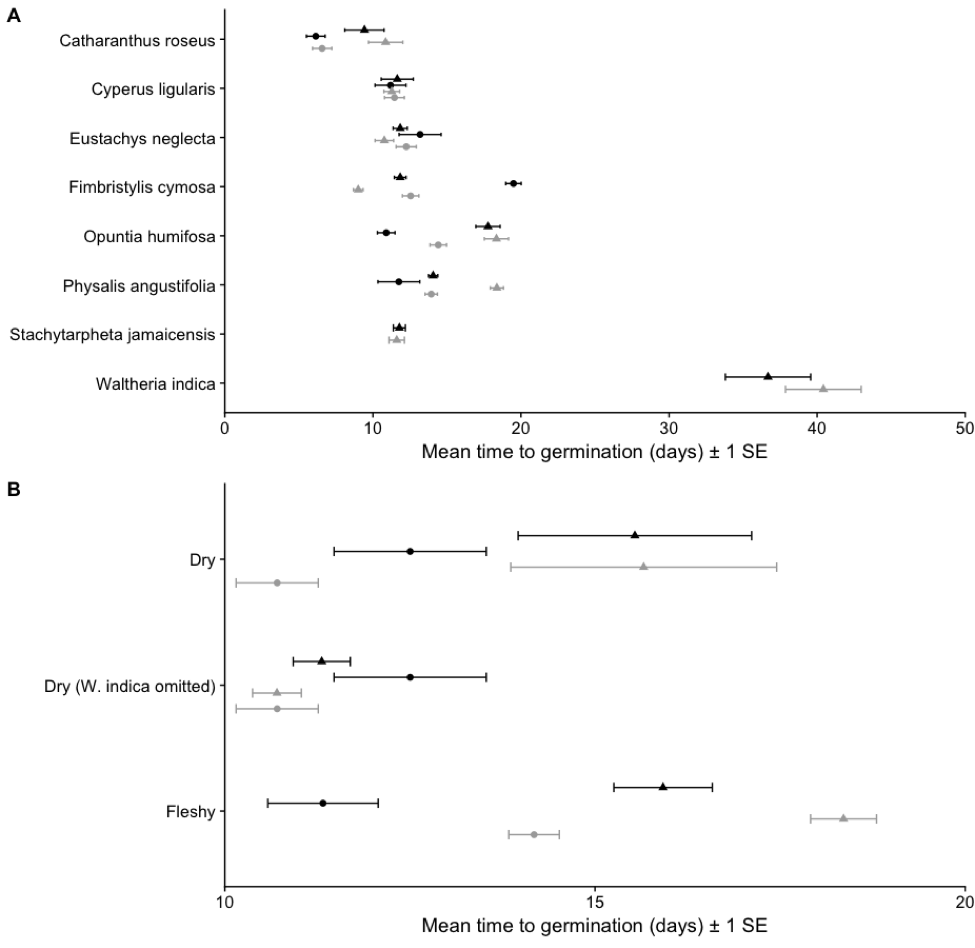 A
Catharanthus roseus
Cyperus ligularis
Eustachys neglecta
Fimbristylis cymosa
Opuntia humifosa
Physalis angustifolia
Stachytarpheta jamaicensis
Waltheria indica
0 10 20 30 40 50
Mean time to germination (days) ± 1 SE
B
Dry
Dry (W. indica omitted)
Fleshy
10 15 20
Mean time to germination (days) ± 1 SE